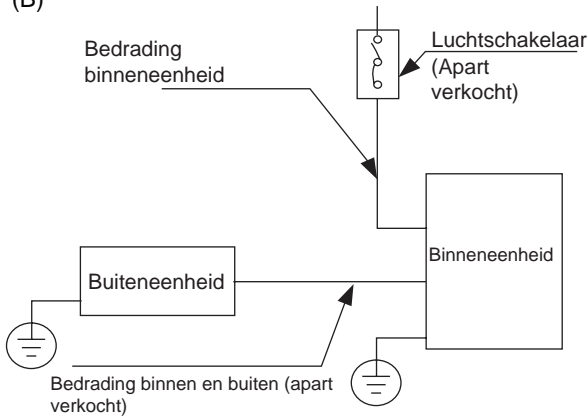 (B)
Bedrading
binneneenheid
Luchtschakelaar
(Apart
verkocht)
Binneneenheid
Buiteneenheid
Bedrading binnen en buiten (apart
verkocht)